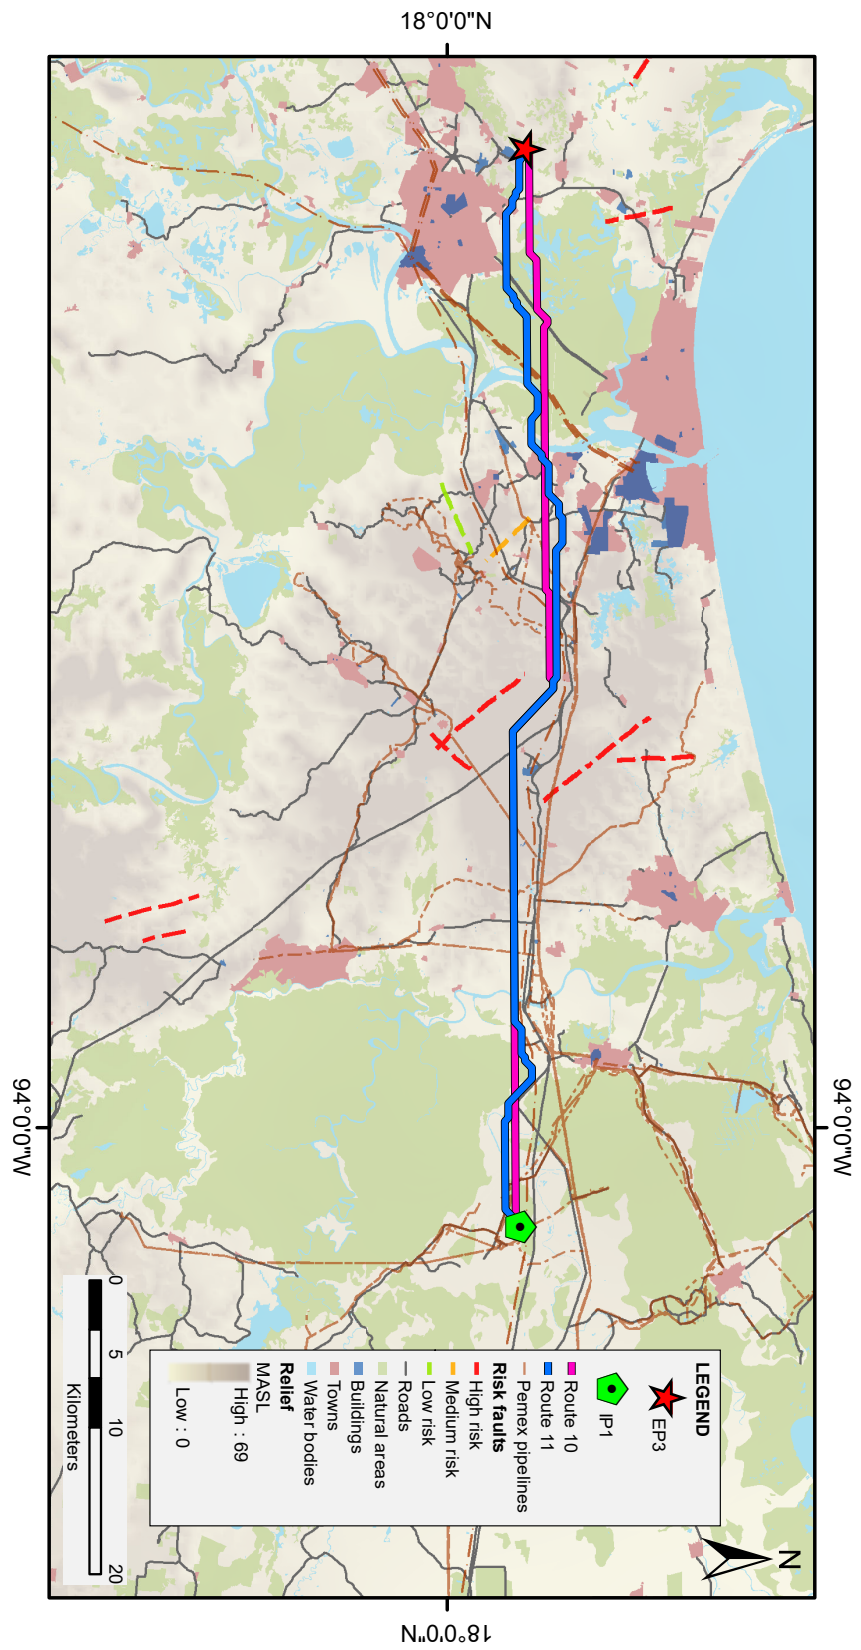 18°0'0"N
94°0'0"W
94°0'0"W
18°0'0"N
N
LEGEND
EP3
IP1
Route 10
Route 11
Pemex pipelines
Risk faults
High risk
Medium risk
Low risk
Roads
Natural areas
Buildings
Towns
Water bodies
Relief
MASL
High : 69
Low : 0
0 5 10 20
Kilometers